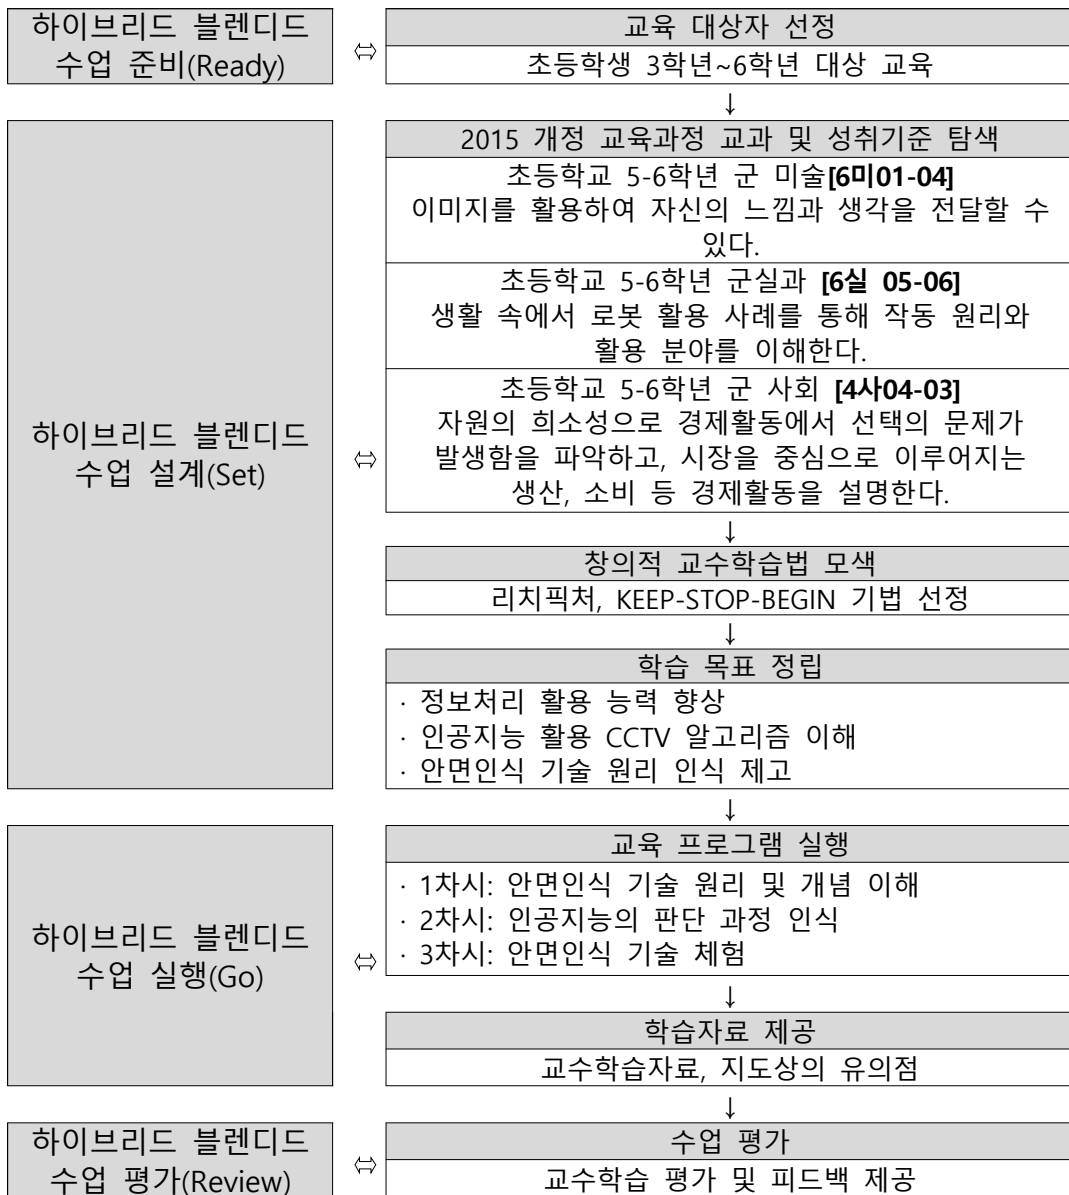 하이브리드 블렌디드
수업 준비(Ready)
⇔
교육 대상자 선정
초등학생 3학년~6학년 대상 교육
↓
하이브리드 블렌디드
수업 설계(Set)
⇔
2015 개정 교육과정 교과 및 성취기준 탐색
초등학교 5-6학년 군 미술[6미01-04]
이미지를 활용하여 자신의 느낌과 생각을 전달할 수
있다.
초등학교 5-6학년 군실과 [6실 05-06]
생활 속에서 로봇 활용 사례를 통해 작동 원리와
활용 분야를 이해한다.
초등학교 5-6학년 군 사회 [4사04-03]
자원의 희소성으로 경제활동에서 선택의 문제가
발생함을 파악하고, 시장을 중심으로 이루어지는
생산, 소비 등 경제활동을 설명한다.
↓
창의적 교수학습법 모색
리치픽처, KEEP-STOP-BEGIN 기법 선정
↓
학습 목표 정립
· 정보처리 활용 능력 향상
· 인공지능 활용 CCTV 알고리즘 이해
· 안면인식 기술 원리 인식 제고
↓
하이브리드 블렌디드
수업 실행(Go)
⇔
교육 프로그램 실행
· 1차시: 안면인식 기술 원리 및 개념 이해
· 2차시: 인공지능의 판단 과정 인식
· 3차시: 안면인식 기술 체험
↓
학습자료 제공
교수학습자료, 지도상의 유의점
↓
하이브리드 블렌디드
수업 평가(Review)
⇔
수업 평가
교수학습 평가 및 피드백 제공